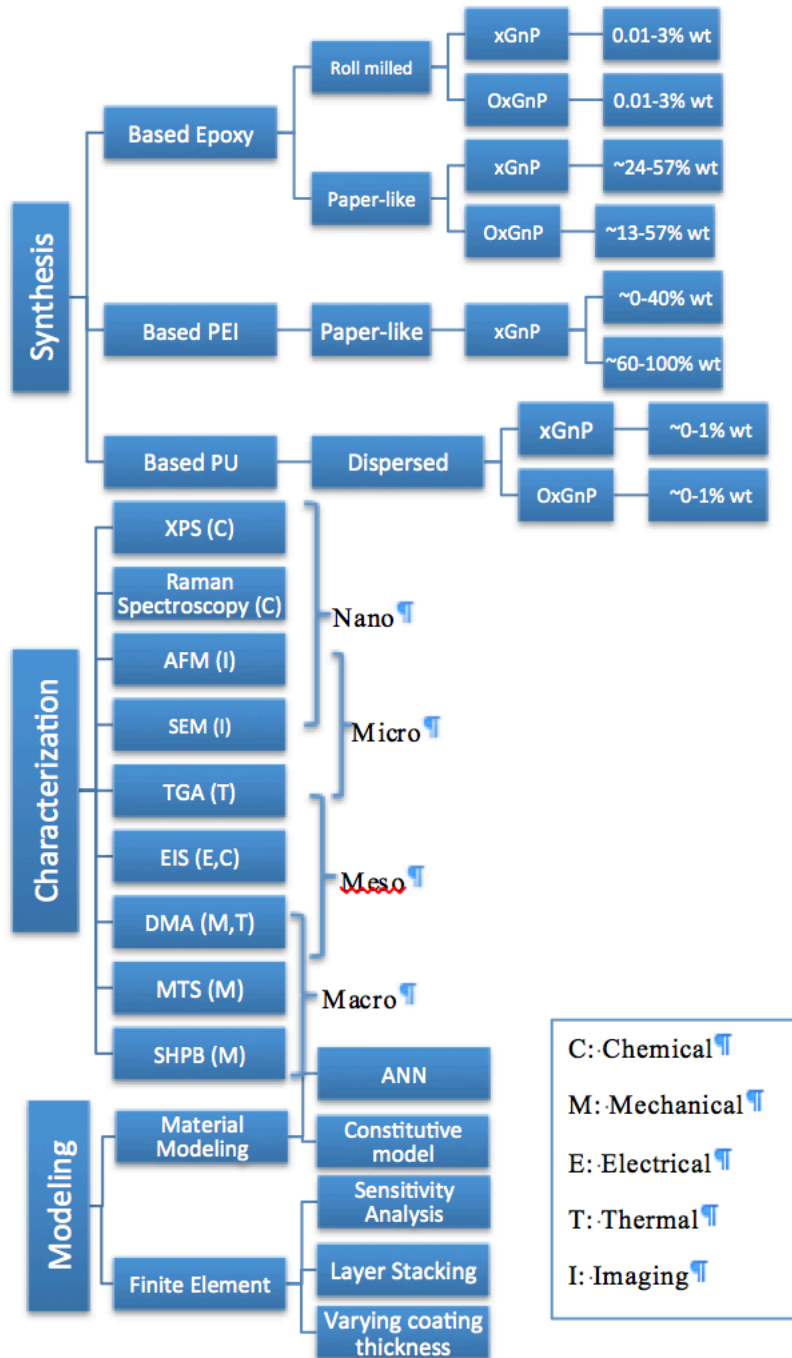 Synthesis
Based Epoxy
Roll milled
xGnP
0.01-3% wt
OxGnP
0.01-3% wt
Paper-like
xGnP
~24-57% wt
OxGnP
~13-57% wt
Based PEI
Paper-like
xGnP
~0-40% wt
~60-100% wt
Based PU
Dispersed
xGnP
~0-1% wt
OxGnP
~0-1% wt
Characterization
XPS (C)
Raman
Spectroscopy (C)
AFM (I)
SEM (I)
TGA (T)
EIS (E,C)
DMA (M,T)
MTS (M)
SHPB (M)
Nano¶
Micro¶
Meso¶
Macro¶
Modeling
Material
Modeling
ANN
Constitutive
model
Finite Element
Sensitivity
Analysis
Layer Stacking
Varying coating
thickness
C:·Chemical¶
M:·Mechanical¶
E:·Electrical¶
T:·Thermal¶
I:·Imaging¶